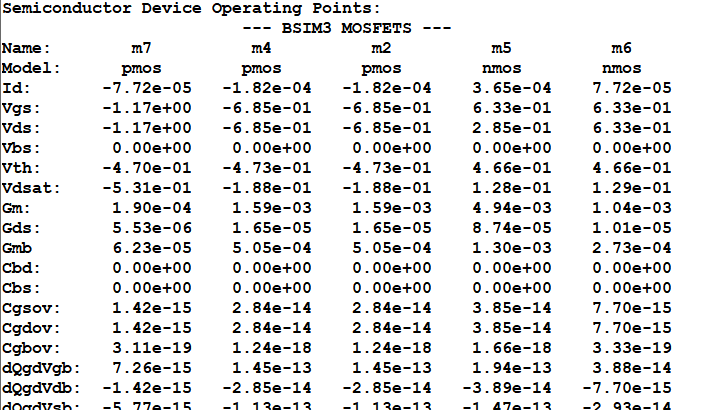 Semiconductor Device Operating Points:
--- BSIM3 MOSFETS ---
Name: m7 m4 m2 m5 m6
Model: pmos pmos pmos nmos nmos
Id: -7.72e-05 -1.82e-04 -1.82e-04 3.65e-04 7.72e-05
Vgs: -1.17e+00 -6.85e-01 -6.85e-01 6.33e-01 6.33e-01
Vds: -1.17e+00 -6.85e-01 -6.85e-01 2.85e-01 6.33e-01
Vbs: 0.00e+00 0.00e+00 0.00e+00 0.00e+00 0.00e+00
Vth: -4.70e-01 -4.73e-01 -4.73e-01 4.66e-01 4.66e-01
Vdsat: -5.31e-01 -1.88e-01 -1.88e-01 1.28e-01 1.29e-01
Gm: 1.90e-04 1.59e-03 1.59e-03 4.94e-03 1.04e-03
Gds: 5.53e-06 1.65e-05 1.65e-05 8.74e-05 1.01e-05
Gmb 6.23e-05 5.05e-04 5.05e-04 1.30e-03 2.73e-04
Cbd: 0.00e+00 0.00e+00 0.00e+00 0.00e+00 0.00e+00
Cbs: 0.00e+00 0.00e+00 0.00e+00 0.00e+00 0.00e+00
Cgsov: 1.42e-15 2.84e-14 2.84e-14 3.85e-14 7.70e-15
Cgdov: 1.42e-15 2.84e-14 2.84e-14 3.85e-14 7.70e-15
Cgbov: 3.11e-19 1.24e-18 1.24e-18 1.66e-18 3.33e-19
dQgdVgb: 7.26e-15 1.45e-13 1.45e-13 1.94e-13 3.88e-14
dQgdVdb: -1.42e-15 -2.85e-14 -2.85e-14 -3.89e-14 -7.70e-15
dQgdVsb: -5.77e-15 -1.13e-13 -1.13e-13 -1.47e-13 -2.93e-14